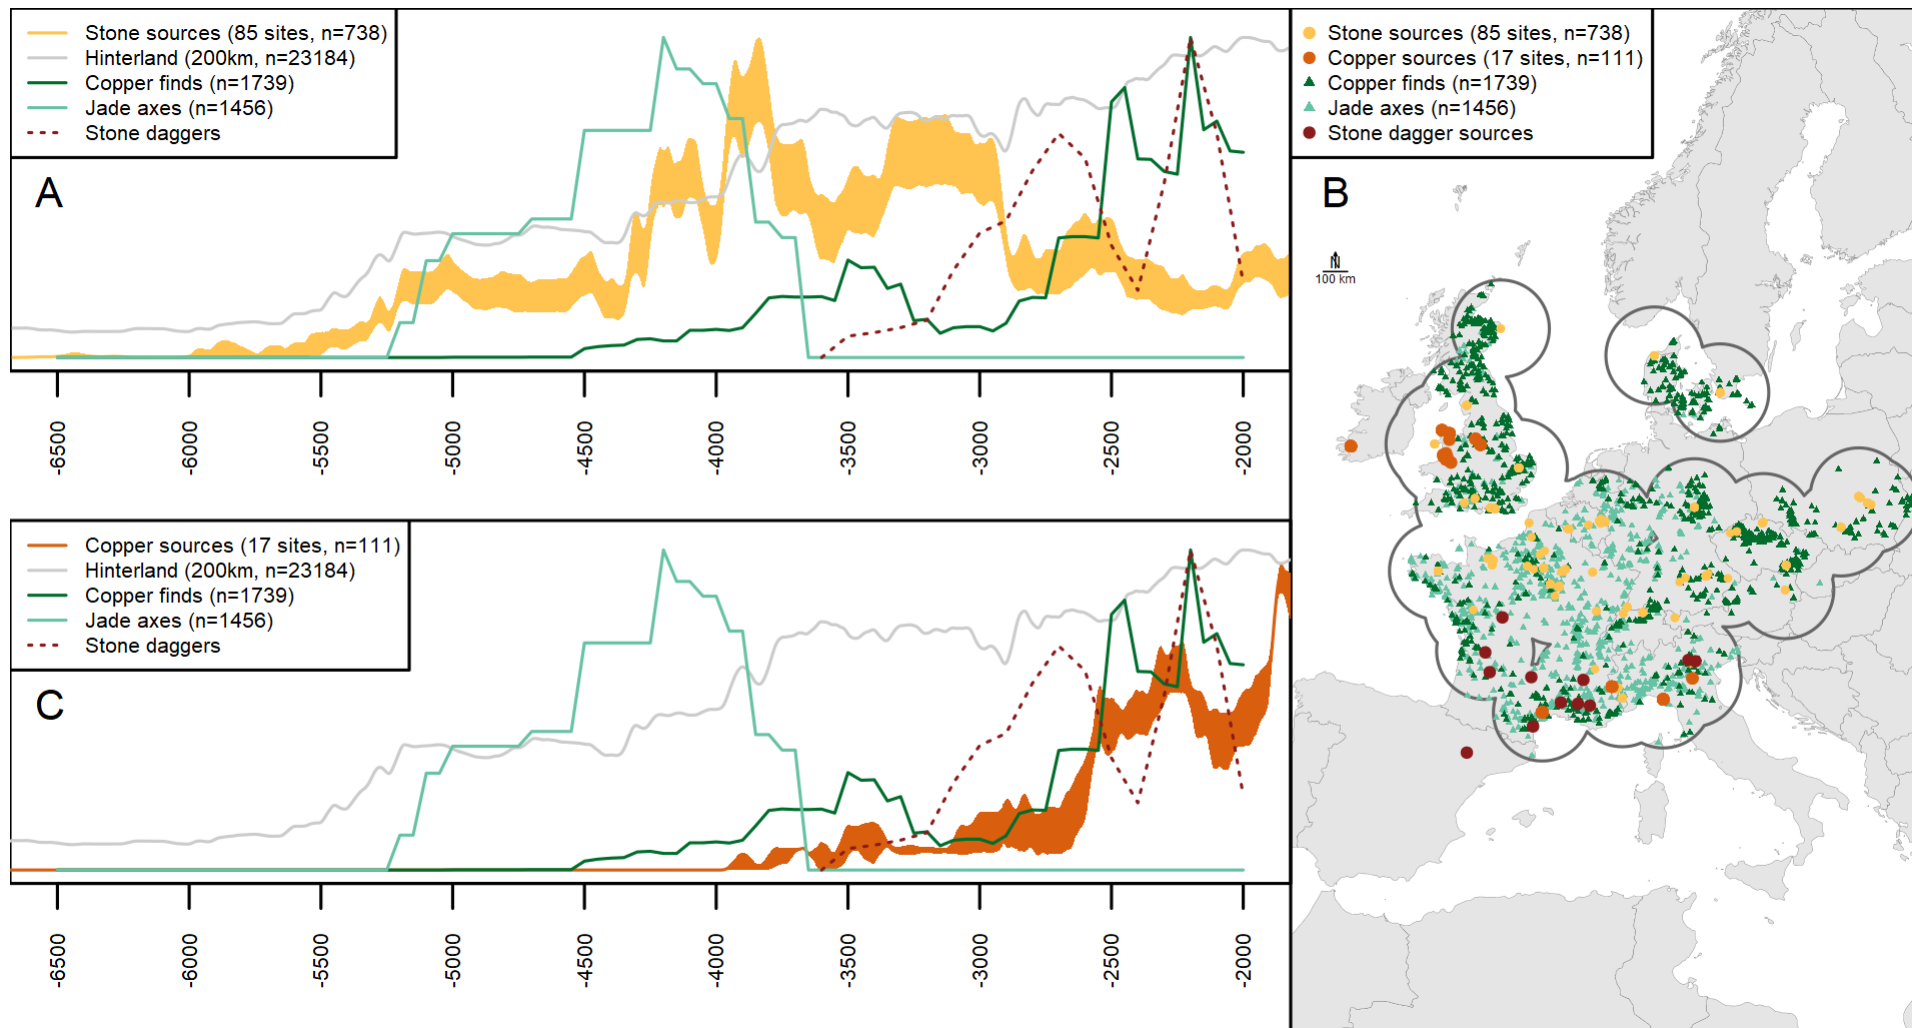 Stone sources (85 sites, n=738)
Hinterland (200km, n=23184)
Copper finds (n=1739)
Jade axes (n=1456)
Stone daggers
A
-6500
-6000
-5500
-5000
-4500
-4000
-3500
-3000
-2500
-2000
Copper sources (17 sites, n=111)
Hinterland (200km, n=23184)
Copper finds (n=1739)
Jade axes (n=1456)
Stone daggers
C
-6500
-6000
-5500
-5000
-4500
-4000
-3500
-3000
-2500
-2000
Stone sources (85 sites, n=738)
Copper sources (17 sites, n=111)
Copper finds (n=1739)
Jade axes (n=1456)
Stone dagger sources
B
N
100 km